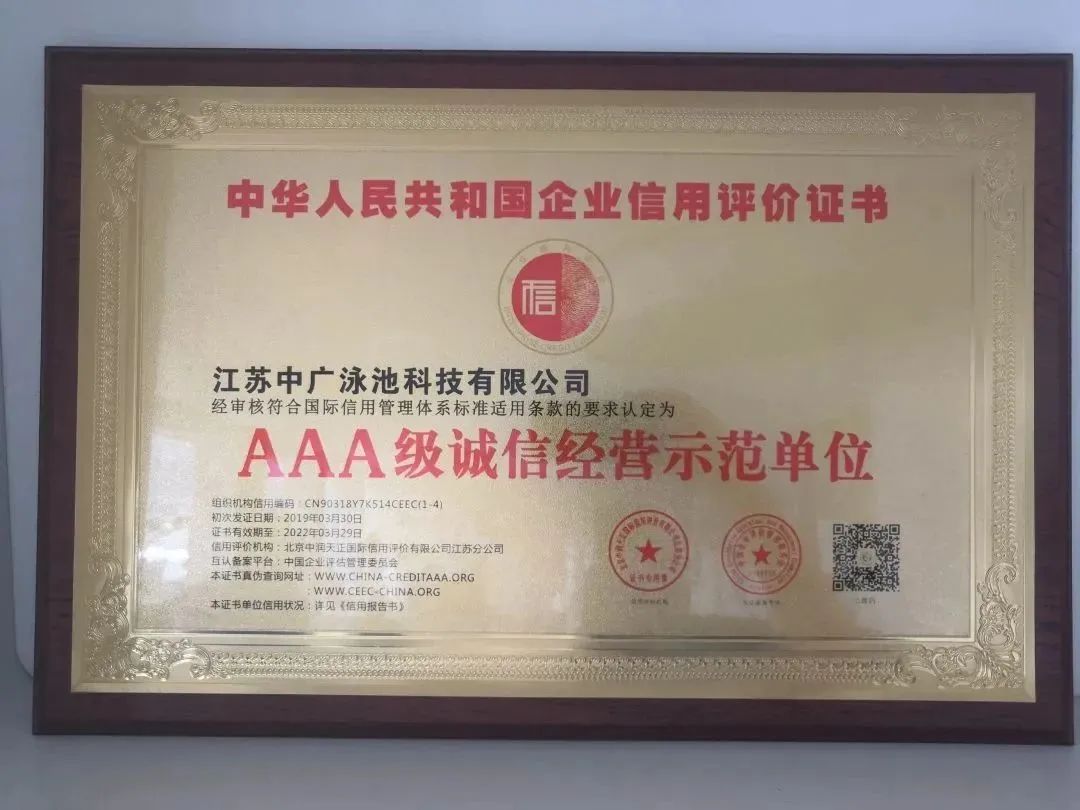 中华人民共和国企业信用评价证书
信
江苏中广泳池科技有限公司
经审核符合国际信用管理体系标准适用条款的要求认定为
AAA级诚信经营示范单位
组织机构信用编码：CN90318Y7K514CEEC(1-4)
初次发证日期：2019年03月30日
证书有效期至：2022年03月29日
信用评价机构：北京中润天正国际信用评价有限公司江苏分公司
互认备案平台：中国企业评估管理委员会
本证书真伪查询网址：WWW.CHINA-CREDITAAA.ORG
WWW.CEEC-CHINA.ORG
本证书单位信用状况：详见《信用报告书》
证书专用章